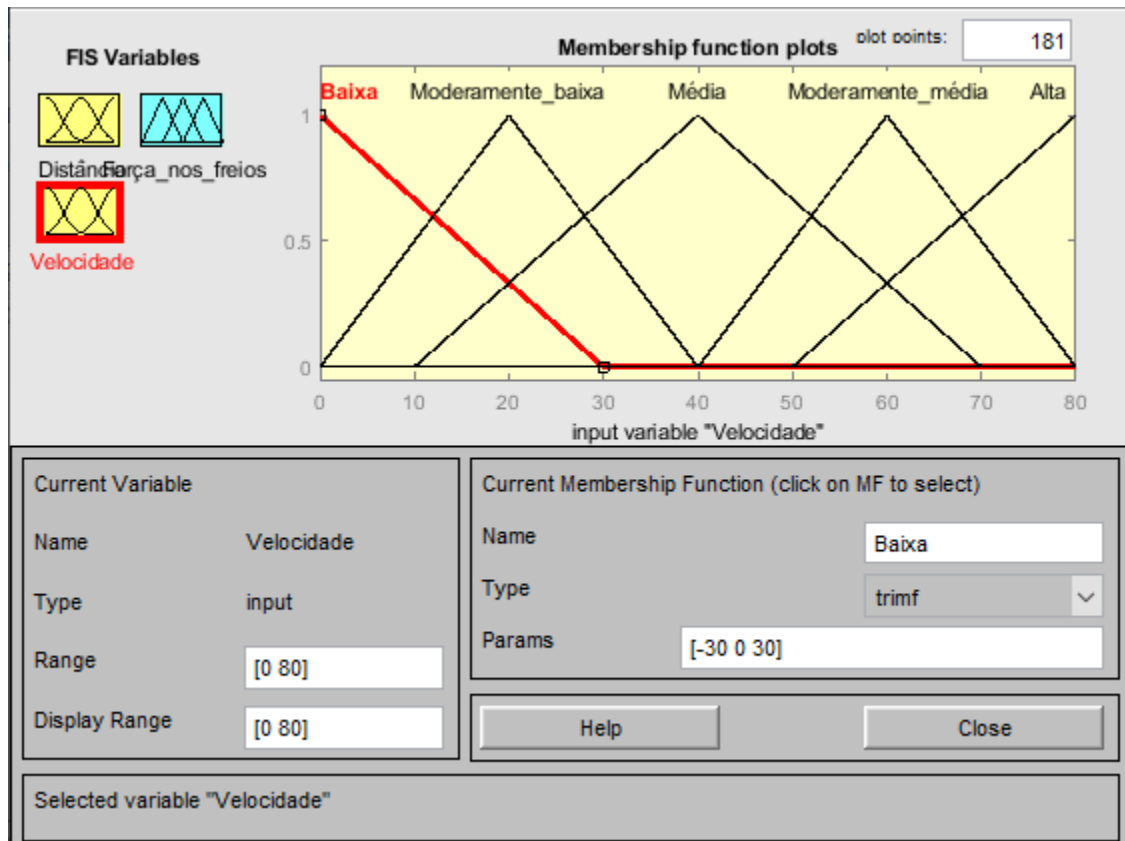 FIS Variables
Membership function plots
plot points:
181
Baixa
Moderamente_baixa
Média
Moderamente_média
Alta
1
0.5
0
Distância
Força_nos_freios
Velocidade
0 10 20 30 40 50 60 70 80
input variable "Velocidade"
Current Variable
Name Velocidade
Type input
Range [0 80]
Display Range [0 80]
Current Membership Function (click on MF to select)
Name Baixa
Type trimf
Params [-30 0 30]
Help
Close
Selected variable "Velocidade"